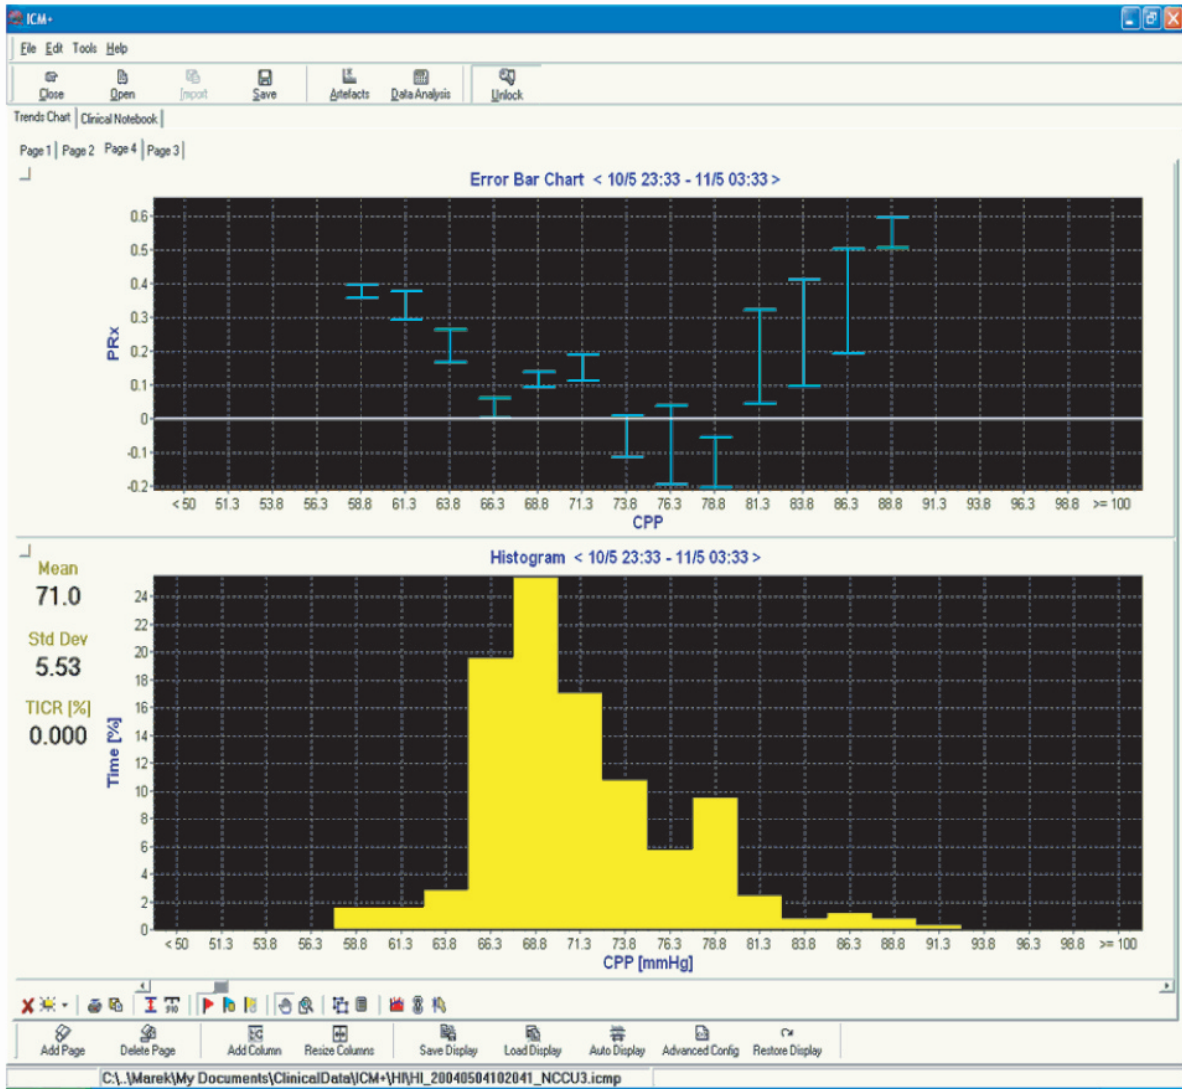 ICM+
File Edit Tools Help
Close Open Import Save Artefacts Data Analysis Unlock
Trends Chart Clinical Notebook
Page 1 Page 2 Page 4 Page 3
Error Bar Chart < 10/5 23:33 - 11/5 03:33 >
0.6
0.5
0.4
0.3
0.2
0.1
0
-0.1
-0.2
PRx
< 50 51.3 53.8 56.3 58.8 61.3 63.8 66.3 68.8 71.3 73.8 76.3 78.8 81.3 83.8 86.3 88.8 91.3 93.8 96.3 98.8 >= 100
CPP
Histogram < 10/5 23:33 - 11/5 03:33 >
Mean
71.0
Std Dev
5.53
TICR [%]
0.000
24
22
20
18
16
14
12
10
8
6
4
2
0
Time [%]
< 50 51.3 53.8 56.3 58.8 61.3 63.8 66.3 68.8 71.3 73.8 76.3 78.8 81.3 83.8 86.3 88.8 91.3 93.8 96.3 98.8 >= 100
CPP [mmHg]
Add Page Delete Page Add Column Resize Columns Save Display Load Display Auto Display Advanced Config Restore Display
C:\..\Marek\My Documents\ClinicalData\ICM+\HI\HI_20040504102041_NCCU3.icmp